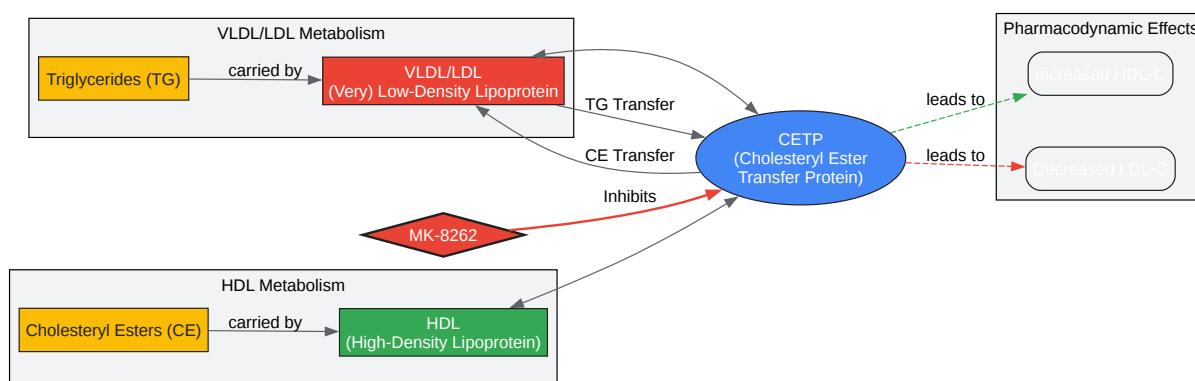 VLDL/LDL Metabolism
Pharmacodynamic Effects
Triglycerides (TG)
carried by
VLDL/LDL
(Very) Low-Density Lipoprotein
Increased HDL-C
leads to
TG Transfer
CETP
(Cholesteryl Ester
Transfer Protein)
CE Transfer
leads to
Decreased LDL-C
Inhibits
MK-8262
HDL Metabolism
Cholesteryl Esters (CE)
carried by
HDL
(High-Density Lipoprotein)